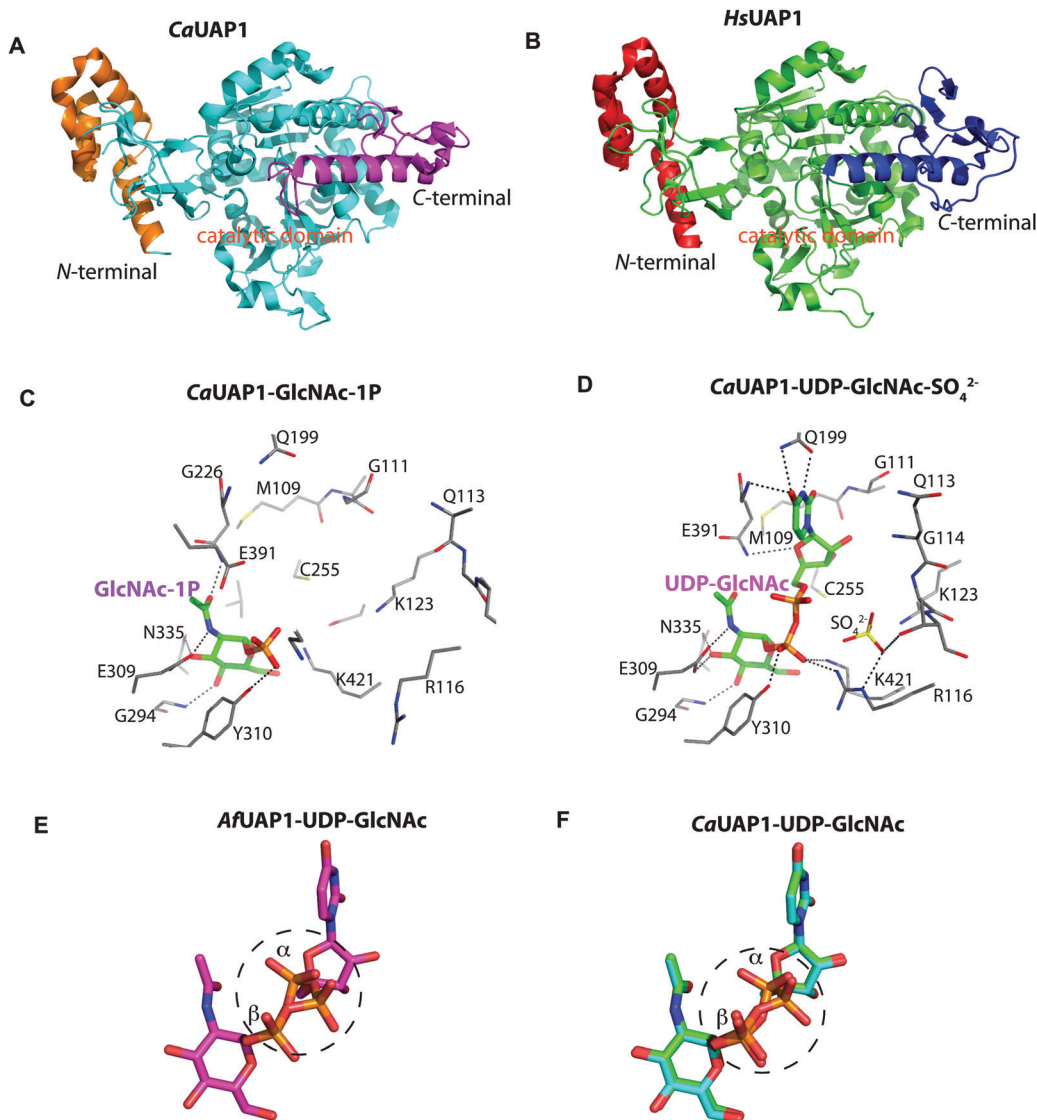 A
CaUAP1
N-terminal
catalytic domain
C-terminal
B
HsUAP1
N-terminal
catalytic domain
C-terminal
C
CaUAP1-GlcNAc-1P
Q199
G226
G111
M109
Q113
E391
GlcNAc-1P
C255
K123
N335
E309
K421
R116
G294
Y310
D
CaUAP1-UDP-GlcNAc-SO₄²⁻
Q199
G111
Q113
E391
M109
G114
UDP-GlcNAc
C255
K123
SO₄²⁻
N335
E309
K421
R116
G294
Y310
E
AfUAP1-UDP-GlcNAc
α
β
F
CaUAP1-UDP-GlcNAc
α
β